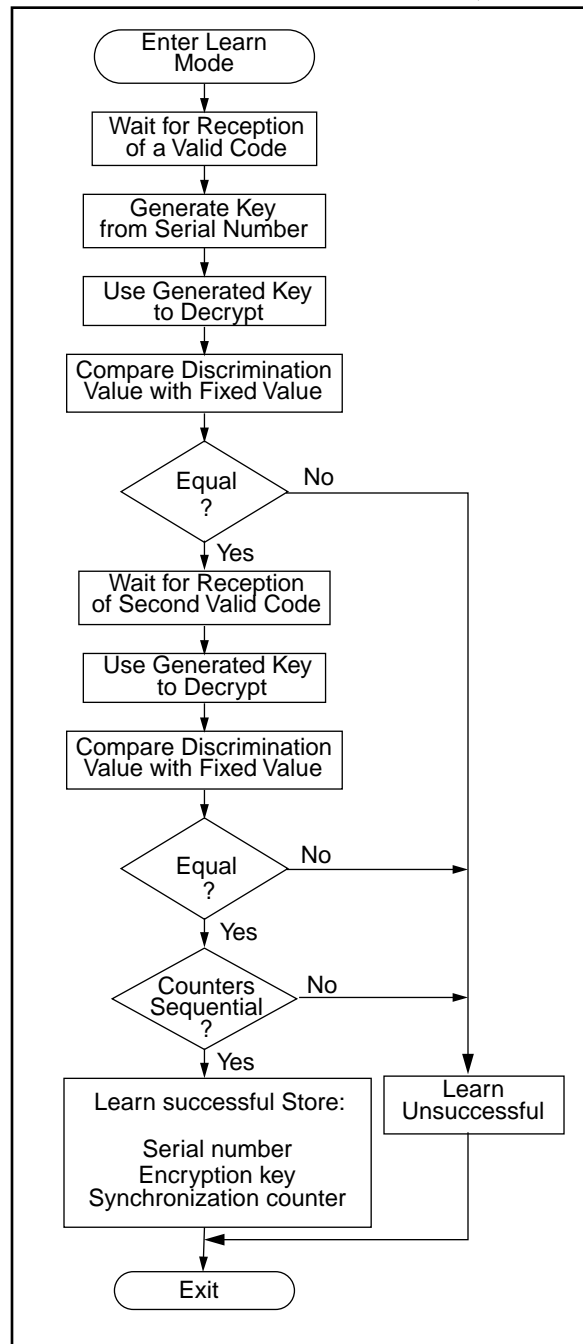 Enter Learn
Mode
Wait for Reception
of a Valid Code
Generate Key
from Serial Number
Use Generated Key
to Decrypt
Compare Discrimination
Value with Fixed Value
Equal
?
No
Yes
Wait for Reception
of Second Valid Code
Use Generated Key
to Decrypt
Compare Discrimination
Value with Fixed Value
Equal
?
No
Yes
Counters
Sequential
?
No
Yes
Learn successful Store:
Serial number
Encryption key
Synchronization counter
Learn
Unsuccessful
Exit